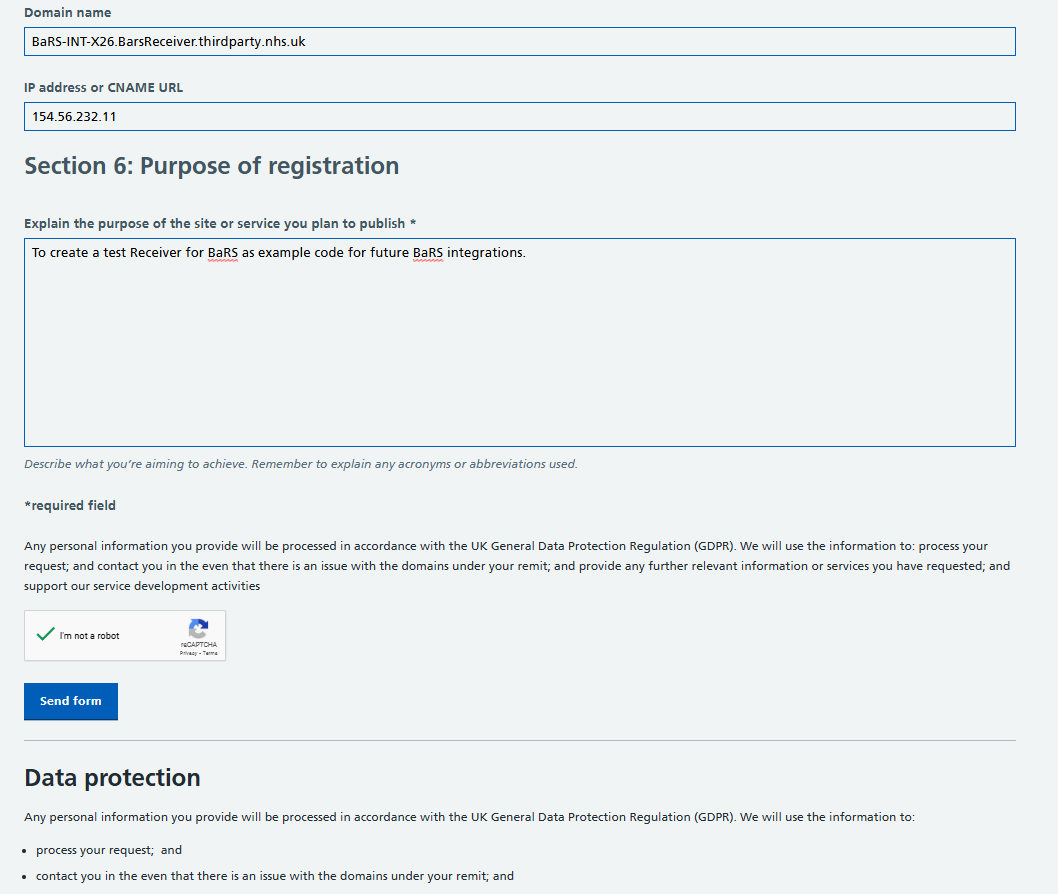 Domain name
BaRS-INT-X26.BarsReceiver.thirdparty.nhs.uk
IP address or CNAME URL
154.56.232.11
Section 6: Purpose of registration
Explain the purpose of the site or service you plan to publish *
To create a test Receiver for BaRS as example code for future BaRS integrations.
Describe what you're aiming to achieve. Remember to explain any acronyms or abbreviations used.
*required field
Any personal information you provide will be processed in accordance with the UK General Data Protection Regulation (GDPR). We will use the information to: process your
request; and contact you in the even that there is an issue with the domains under your remit; and provide any further relevant information or services you have requested; and
support our service development activities
I'm not a robot
reCAPTCHA
Privacy - Terms
Send form
Data protection
Any personal information you provide will be processed in accordance with the UK General Data Protection Regulation (GDPR). We will use the information to:
• process your request; and
• contact you in the even that there is an issue with the domains under your remit; and